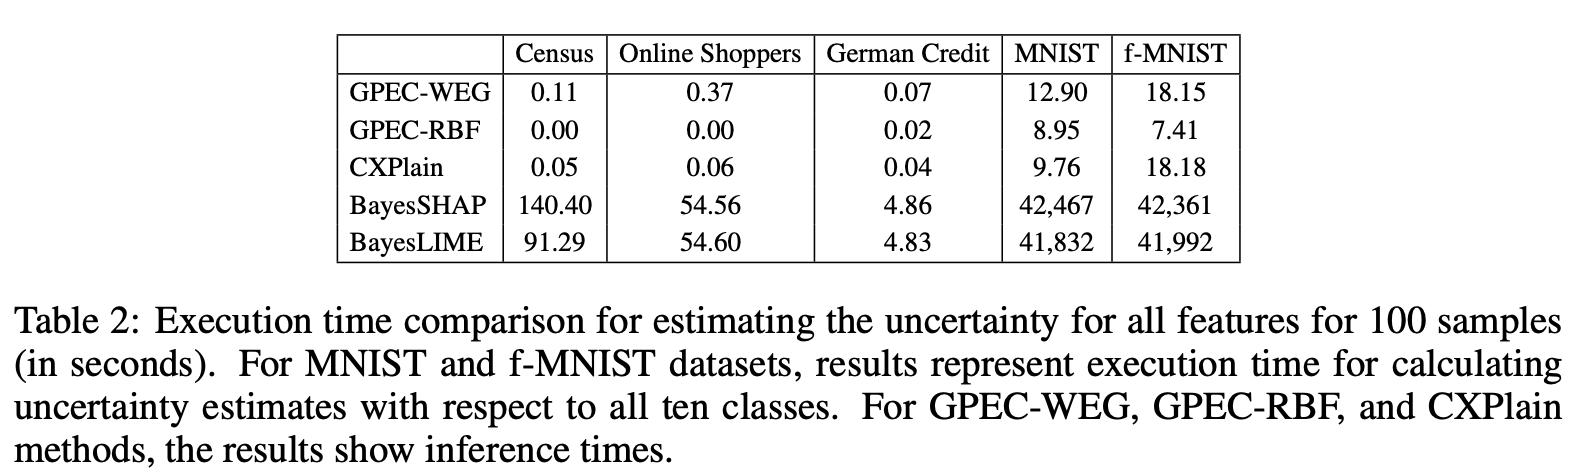 Census Online Shoppers German Credit MNIST f-MNIST
GPEC-WEG 0.11 0.37 0.07 12.90 18.15
GPEC-RBF 0.00 0.00 0.02 8.95 7.41
CXPlain 0.05 0.06 0.04 9.76 18.18
BayesSHAP 140.40 54.56 4.86 42,467 42,361
BayesLIME 91.29 54.60 4.83 41,832 41,992
Table 2: Execution time comparison for estimating the uncertainty for all features for 100 samples
(in seconds). For MNIST and f-MNIST datasets, results represent execution time for calculating
uncertainty estimates with respect to all ten classes. For GPEC-WEG, GPEC-RBF, and CXPlain
methods, the results show inference times.